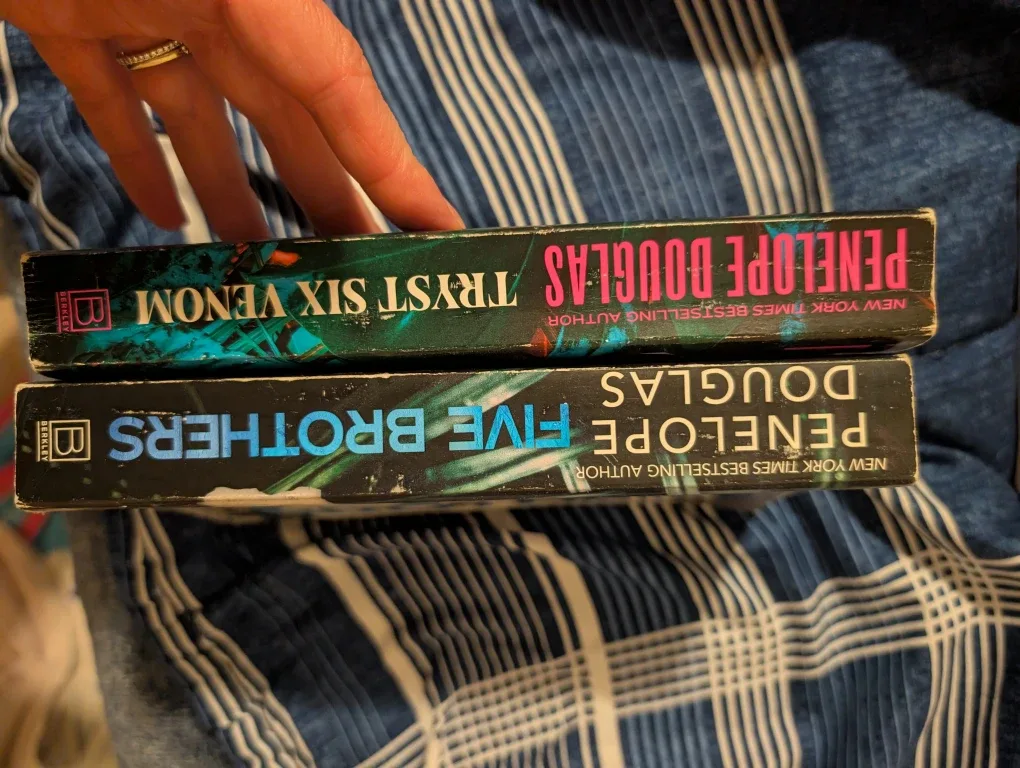 NEW YORK TIMES BESTSELLING AUTHOR
PENELOPE
DOUGLAS
FIVE BROTHERS
B
BERKLEY
NEW YORK TIMES BESTSELLING AUTHOR
PENELOPE DOUGLAS
TRYST SIX VENOM
B
BERKLEY